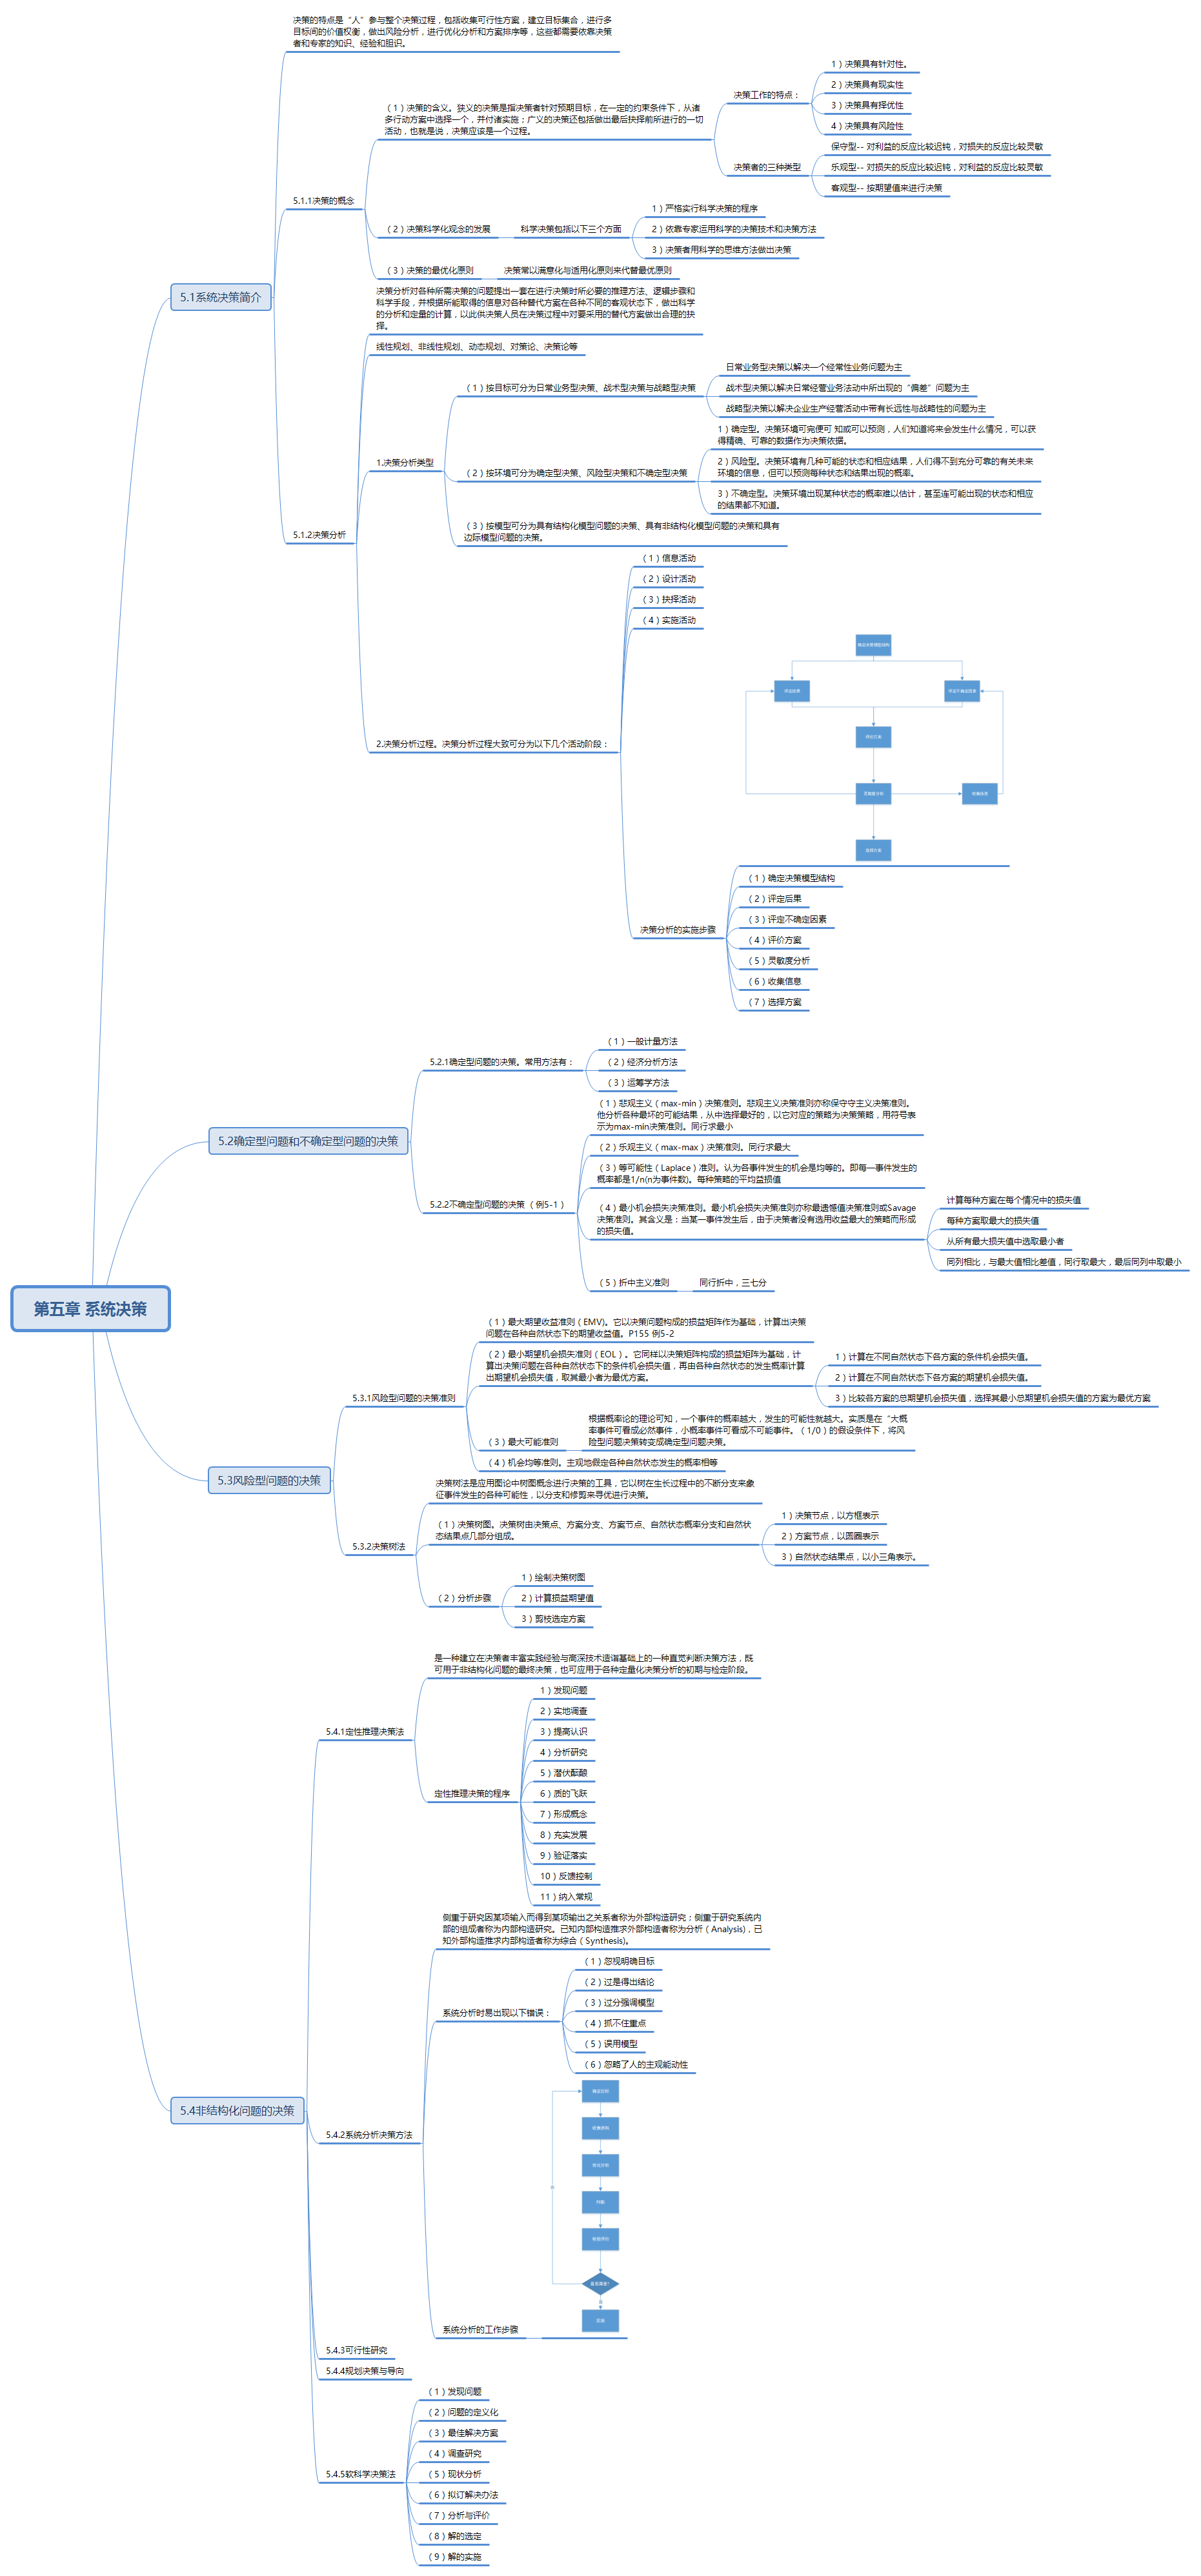 第五章 系统决策
5.1系统决策简介
决策的特点是“人”参与整个决策过程，包括收集可行性方案，建立目标集合，进行多
目标间的价值权衡，做出风险分析，进行优化分析和方案排序等，这些都需要依靠决策
者和专家的知识、经验和胆识。
5.1.1决策的概念
（1）决策的含义。狭义的决策是指决策者针对预期目标，在一定的约束条件下，从诸
多行动方案中选择一个，并付诸实施；广义的决策还包括做出最后抉择前所进行的一切
活动，也就是说，决策应该是一个过程。
决策工作的特点：
1）决策具有针对性。
2）决策具有现实性
3）决策具有择优性
4）决策具有风险性
决策者的三种类型
保守型-- 对利益的反应比较迟钝，对损失的反应比较灵敏
乐观型-- 对损失的反应比较迟钝，对利益的反应比较灵敏
客观型-- 按期望值来进行决策
（2）决策科学化观念的发展
科学决策包括以下三个方面
1）严格实行科学决策的程序
2）依靠专家运用科学的决策技术和决策方法
3）决策者用科学的思维方法做出决策
（3）决策的最优化原则
决策常以满意化与适用化原则来代替最优原则
5.1.2决策分析
决策分析对各种所需决策的问题提出一套在进行决策时所必要的推理方法、逻辑步骤和
科学手段，并根据所能取得的信息对各种替代方案在各种不同的客观状态下，做出科学
的分析和定量的计算，以此供决策人员在决策过程中对要采用的替代方案做出合理的抉
择。
线性规划、非线性规划、动态规划、对策论、决策论等
1.决策分析类型
（1）按目标可分为日常业务型决策、战术型决策与战略型决策
日常业务型决策以解决一个经常性业务问题为主
战术型决策以解决日常经营业务法动中所出现的“偏差”问题为主
战略型决策以解决企业生产经营活动中带有长远性与战略性的问题为主
（2）按环境可分为确定型决策、风险型决策和不确定型决策
1）确定型。决策环境可完便可 知或可以预测，人们知道将来会发生什么情况，可以获
得精确、可靠的数据作为决策依据。
2）风险型。决策环境有几种可能的状态和相应结果，人们得不到充分可靠的有关未来
环境的信息，但可以预测每种状态和结果出现的概率。
3）不确定型。决策环境出现某种状态的概率难以估计，甚至连可能出现的状态和相应
的结果都不知道。
（3）按模型可分为具有结构化模型问题的决策、具有非结构化模型问题的决策和具有
边际模型问题的决策。
2.决策分析过程。决策分析过程大致可分为以下几个活动阶段：
（1）信息活动
（2）设计活动
（3）抉择活动
（4）实施活动
决策分析的实施步骤
确定决策模型结构
评定后果
评定不确定因素
评价方案
灵敏度分析
收集信息
选择方案
（1）确定决策模型结构
（2）评定后果
（3）评定不确定因素
（4）评价方案
（5）灵敏度分析
（6）收集信息
（7）选择方案
5.2确定型问题和不确定型问题的决策
5.2.1确定型问题的决策。常用方法有：
（1）一般计量方法
（2）经济分析方法
（3）运筹学方法
5.2.2不确定型问题的决策 （例5-1）
（1）悲观主义（max-min）决策准则。悲观主义决策准则亦称保守守主义决策准则。
他分析各种最坏的可能结果，从中选择最好的，以它对应的策略为决策策略，用符号表
示为max-min决策准则。同行求最小
（2）乐观主义（max-max）决策准则。同行求最大
（3）等可能性（Laplace）准则。认为各事件发生的机会是均等的。即每一事件发生的
概率都是1/n(n为事件数)。每种策略的平均益损值
（4）最小机会损失决策准则。最小机会损失决策准则亦称最遗憾值决策准则或Savage
决策准则。其含义是：当某一事件发生后，由于决策者没有选用收益最大的策略而形成
的损失值。
计算每种方案在每个情况中的损失值
每种方案取最大的损失值
从所有最大损失值中选取最小者
同列相比，与最大值相比差值，同行取最大，最后同列中取最小
（5）折中主义准则
同行折中，三七分
5.3风险型问题的决策
5.3.1风险型问题的决策准则
（1）最大期望收益准则（EMV)。它以决策问题构成的损益矩阵作为基础，计算出决策
问题在各种自然状态下的期望收益值。P155 例5-2
（2）最小期望机会损失准则（EOL）。它同样以决策矩阵构成的损益矩阵为基础，计
算出决策问题在各种自然状态下的条件机会损失值，再由各种自然状态的发生概率计算
出期望机会损失值，取其最小者为最优方案。
1）计算在不同自然状态下各方案的条件机会损失值。
2）计算在不同自然状态下各方案的期望机会损失值。
3）比较各方案的总期望机会损失值，选择其最小总期望机会损失值的方案为最优方案
（3）最大可能准则
根据概率论的理论可知，一个事件的概率越大，发生的可能性就越大。实质是在“大概
率事件可看成必然事件，小概率事件可看成不可能事件。（1/0）的假设条件下，将风
险型问题决策转变成确定型问题决策。
（4）机会均等准则。主观地假定各种自然状态发生的概率相等
5.3.2决策树法
决策树法是应用图论中树图概念进行决策的工具，它以树在生长过程中的不断分支来象
征事件发生的各种可能性，以分支和修剪来寻优进行决策。
（1）决策树图。决策树由决策点、方案分支、方案节点、自然状态概率分支和自然状
态结果点几部分组成。
1）决策节点，以方框表示
2）方案节点，以圆圈表示
3）自然状态结果点，以小三角表示。
（2）分析步骤
1）绘制决策树图
2）计算损益期望值
3）剪枝选定方案
5.4非结构化问题的决策
5.4.1定性推理决策法
是一种建立在决策者丰富实践经验与高深技术造诣基础上的一种直觉判断决策方法，既
可用于非结构化问题的最终决策，也可应用于各种定量化决策分析的初期与检定阶段。
定性推理决策的程序
1）发现问题
2）实地调查
3）提高认识
4）分析研究
5）潜伏酝酿
6）质的飞跃
7）形成概念
8）充实发展
9）验证落实
10）反馈控制
11）纳入常规
5.4.2系统分析决策方法
侧重于研究因某项输入而得到某项输出之关系者称为外部构造研究；侧重于研究系统内
部的组成者称为内部构造研究。已知内部构造推求外部构造者称为分析（Analysis)，已
知外部构造推求内部构造者称为综合（Synthesis)。
系统分析时易出现以下错误：
（1）忽视明确目标
（2）过是得出结论
（3）过分强调模型
（4）抓不住重点
（5）误用模型
（6）忽略了人的主观能动性
系统分析的工作步骤
5.4.3可行性研究
5.4.4规划决策与导向
5.4.5软科学决策法
（1）发现问题
（2）问题的定义化
（3）最佳解决方案
（4）调查研究
（5）现状分析
（6）拟订解决办法
（7）分析与评价
（8）解的选定
（9）解的实施